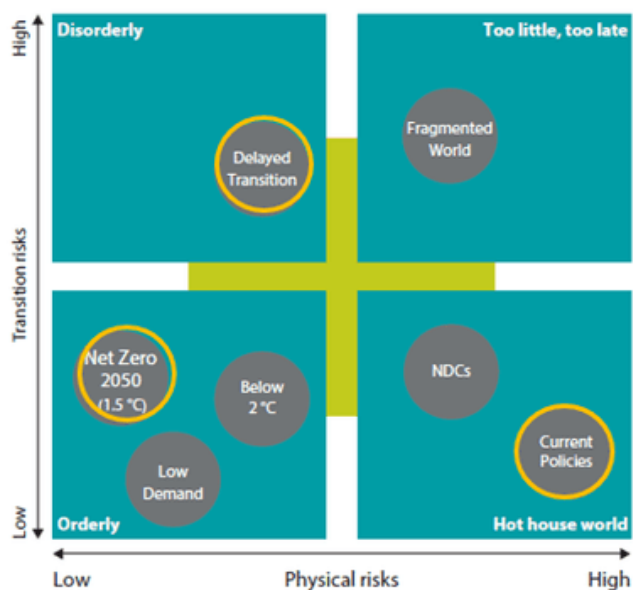 High
Disorderly
Too little, too late
Delayed
Transition
Fragmented
World
Transition risks
Net Zero
2050
(1.5 °C)
Below
2 °C
NDCs
Low
Demand
Current
Policies
Low
Orderly
Hot house world
Low
Physical risks
High